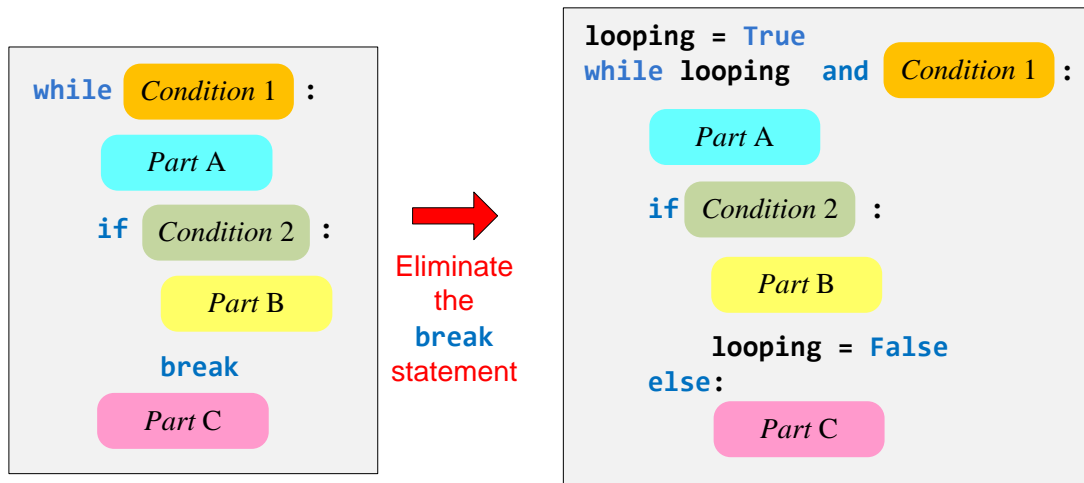 while Condition 1 :
Part A
if Condition 2 :
Part B
break
Part C
Eliminate
the
break
statement
looping = True
while looping and Condition 1 :
Part A
if Condition 2 :
Part B
looping = False
else:
Part C